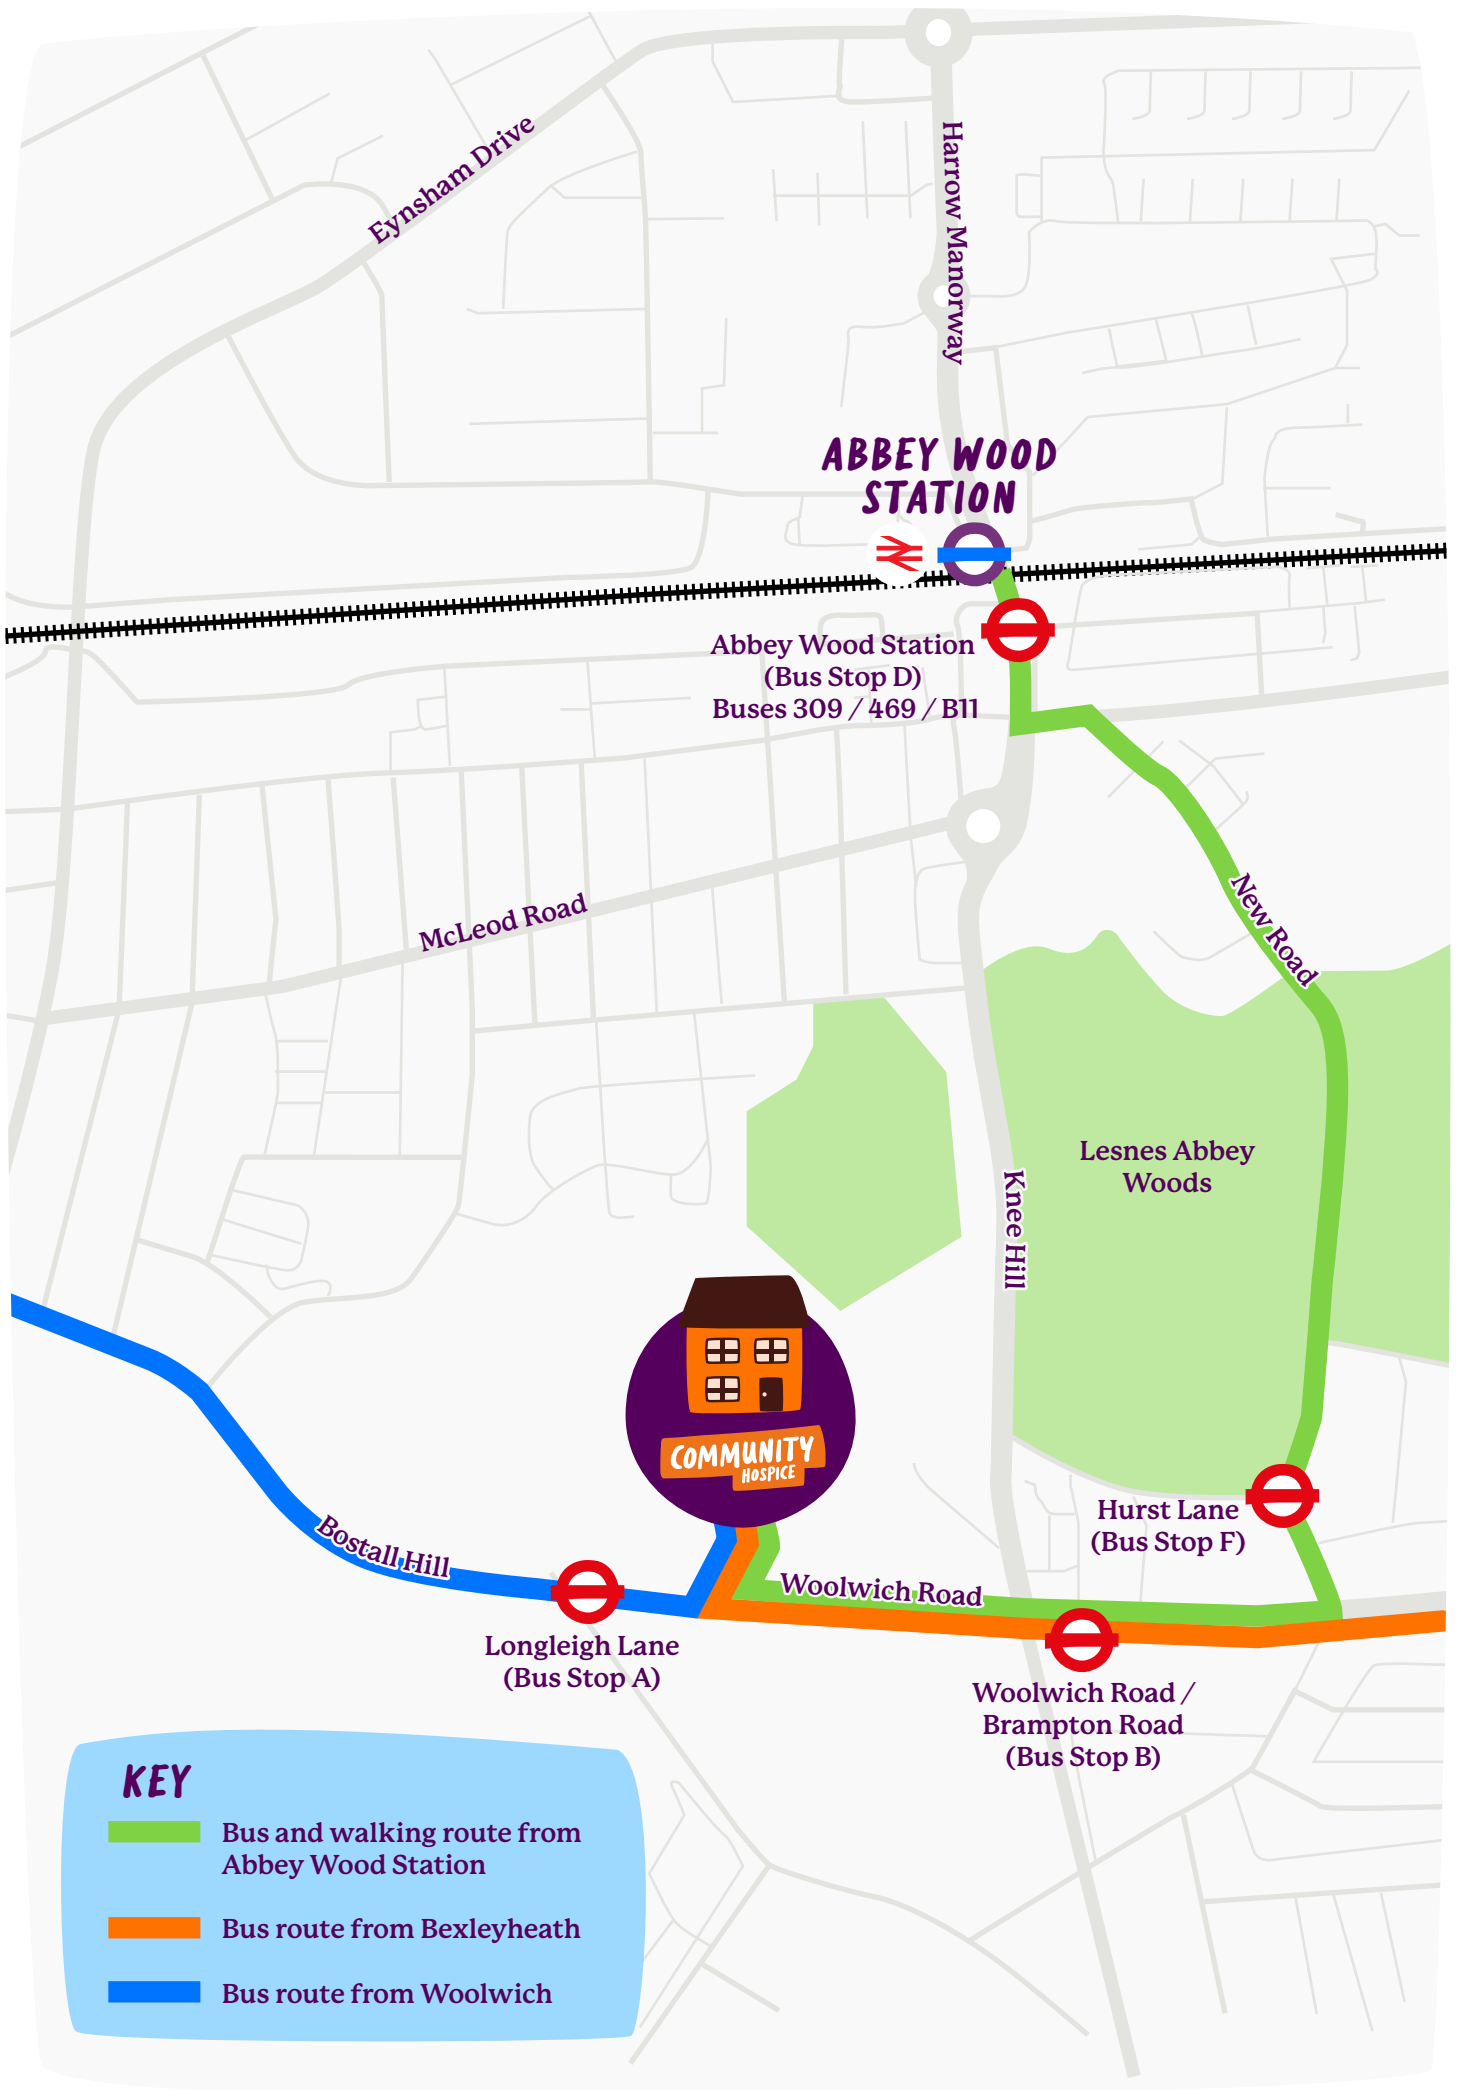 Eynsham Drive
Harrow Manorway
ABBEY WOOD
STATION
Abbey Wood Station
(Bus Stop D)
Buses 309 / 469 / B11
McLeod Road
New Road
Lesnes Abbey
Woods
Knee Hill
COMMUNITY
HOSPICE
Bostall Hill
Hurst Lane
(Bus Stop F)
Woolwich Road
Longleigh Lane
(Bus Stop A)
Woolwich Road /
Brampton Road
(Bus Stop B)
KEY
Bus and walking route from
Abbey Wood Station
Bus route from Bexleyheath
Bus route from Woolwich